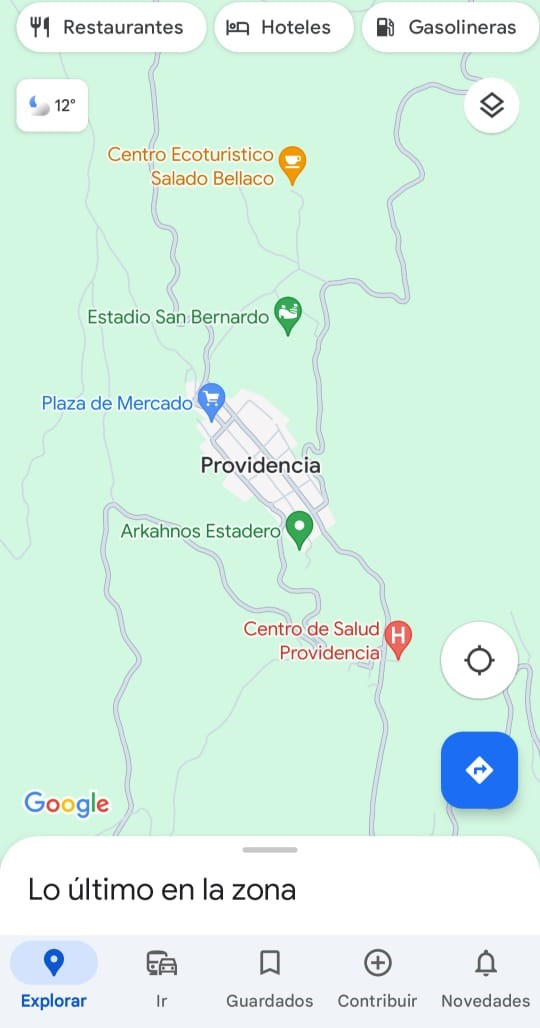 Restaurantes
Hoteles
Gasolineras
12°
Centro Ecoturistico
Salado Bellaco
Estadio San Bernardo
Plaza de Mercado
Providencia
Arkahnos Estadero
Centro de Salud
Providencia
H
Google
Lo último en la zona
Explorar
Ir
Guardados
Contribuir
Novedades